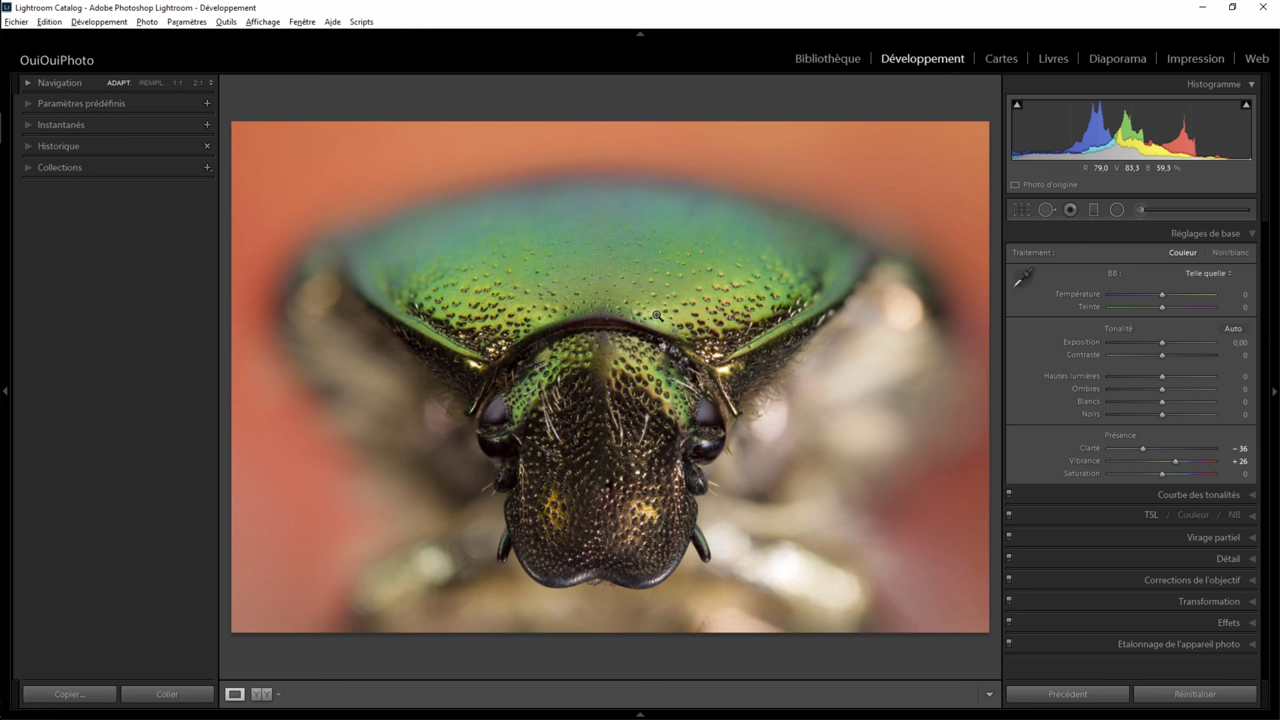 Lightroom Catalog - Adobe Photoshop Lightroom - Développement
Fichier Edition Développement Photo Paramètres Outils Affichage Fenêtre Aide Scripts
OuiOuiPhoto
Bibliothèque | Développement | Cartes | Livres | Diaporama | Impression | Web
Navigation ADAPT. REMPL. 1:1 2:1
Paramètres prédéfinis +
Instantanés +
Historique ×
Collections +
Copier... Coller
Histogramme
R 79,0 V 83,3 B 59,3 %
Photo d'origine
Réglages de base
Traitement : Couleur Noir/blanc
BB : Telle quelle
Température 0
Teinte 0
Tonalité Auto
Exposition 0,00
Contraste 0
Hautes lumières 0
Ombres 0
Blancs 0
Noirs 0
Présence
Clarté - 36
Vibrance + 26
Saturation 0
Courbe des tonalités
TSL / Couleur / NB
Virage partiel
Détail
Corrections de l'objectif
Transformation
Effets
Etalonnage de l'appareil photo
Précédent Réinitialiser